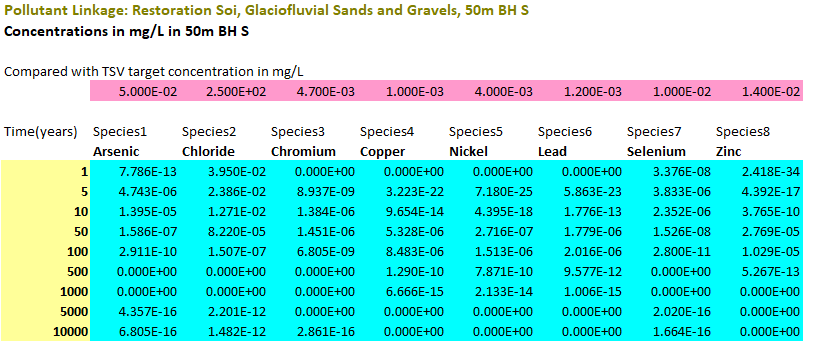 Pollutant Linkage: Restoration Soi, Glaciofluvial Sands and Gravels, 50m BH S
Concentrations in mg/L in 50m BH S
Compared with TSV target concentration in mg/L
5.000E-02 2.500E+02 4.700E-03 1.000E-03 4.000E-03 1.200E-03 1.000E-02 1.400E-02
Time(years) Species1 Species2 Species3 Species4 Species5 Species6 Species7 Species8
Arsenic Chloride Chromium Copper Nickel Lead Selenium Zinc
1 7.786E-13 3.950E-02 0.000E+00 0.000E+00 0.000E+00 0.000E+00 3.376E-08 2.418E-34
5 4.743E-06 2.386E-02 8.937E-09 3.223E-22 7.180E-25 5.863E-23 3.833E-06 4.392E-17
10 1.395E-05 1.271E-02 1.384E-06 9.654E-14 4.395E-18 1.776E-13 2.352E-06 3.765E-10
50 1.586E-07 8.220E-05 1.451E-06 5.328E-06 2.716E-07 1.779E-06 1.526E-08 2.769E-05
100 2.911E-10 1.507E-07 6.805E-09 8.483E-06 1.513E-06 2.016E-06 2.800E-11 1.029E-05
500 0.000E+00 0.000E+00 0.000E+00 1.290E-10 7.871E-10 9.577E-12 0.000E+00 5.267E-13
1000 0.000E+00 0.000E+00 0.000E+00 6.666E-15 2.133E-14 1.006E-15 0.000E+00 0.000E+00
5000 4.357E-16 2.201E-12 0.000E+00 0.000E+00 0.000E+00 0.000E+00 2.020E-16 0.000E+00
10000 6.805E-16 1.482E-12 2.861E-16 0.000E+00 0.000E+00 0.000E+00 1.664E-16 0.000E+00